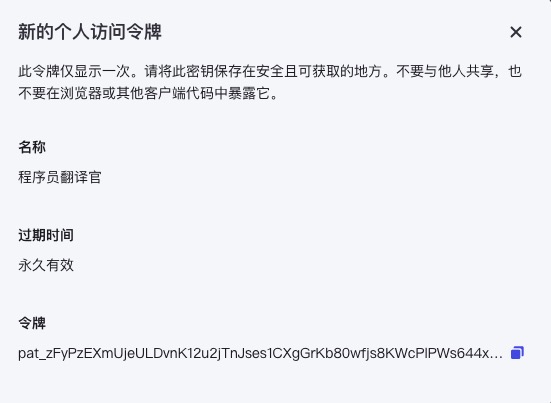 新的个人访问令牌
此令牌仅显示一次。请将此密钥保存在安全且可获取的地方。不要与他人共享，也
不要在浏览器或其他客户端代码中暴露它。
名称
程序员翻译官
过期时间
永久有效
令牌
pat_zFyPzEXmUjeULDvnK12u2jTnJses1CXgGrKb80wfjs8KWcPlPWs644x...